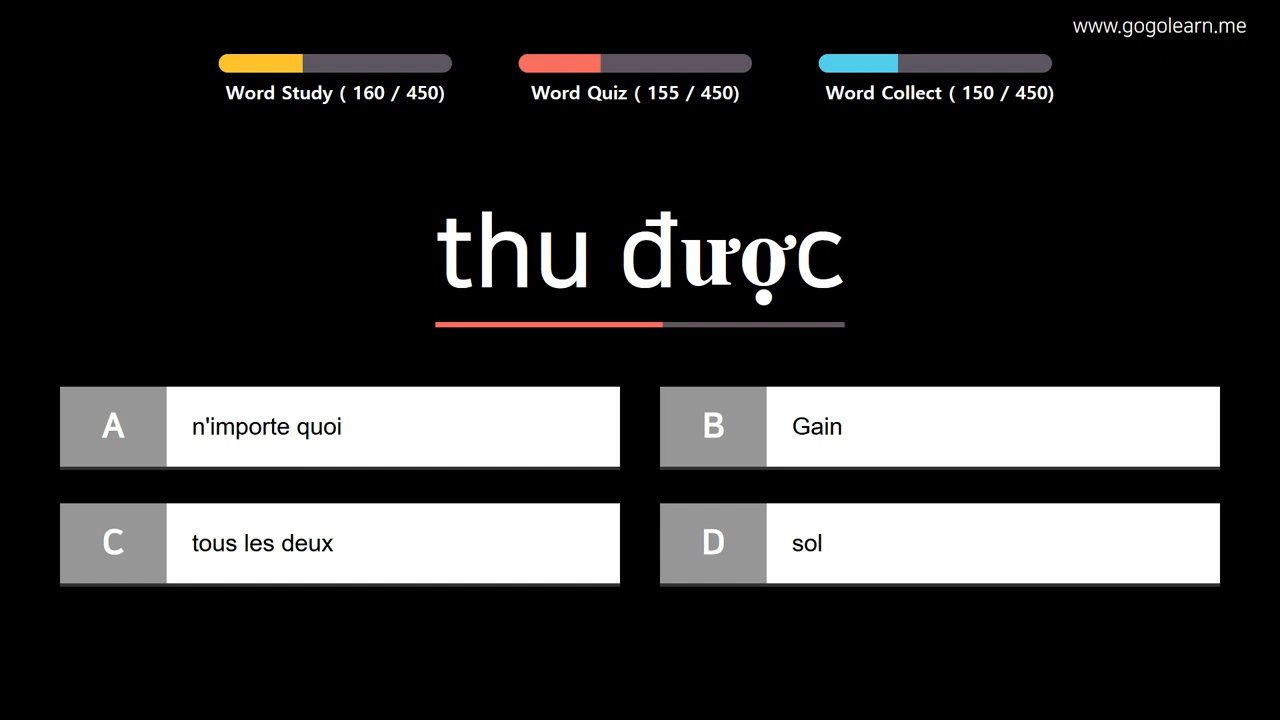 www.gogolearn.me
Word Study ( 160 / 450)
Word Quiz ( 155 / 450)
Word Collect ( 150 / 450)
thu được
A n'importe quoi
B Gain
C tous les deux
D sol